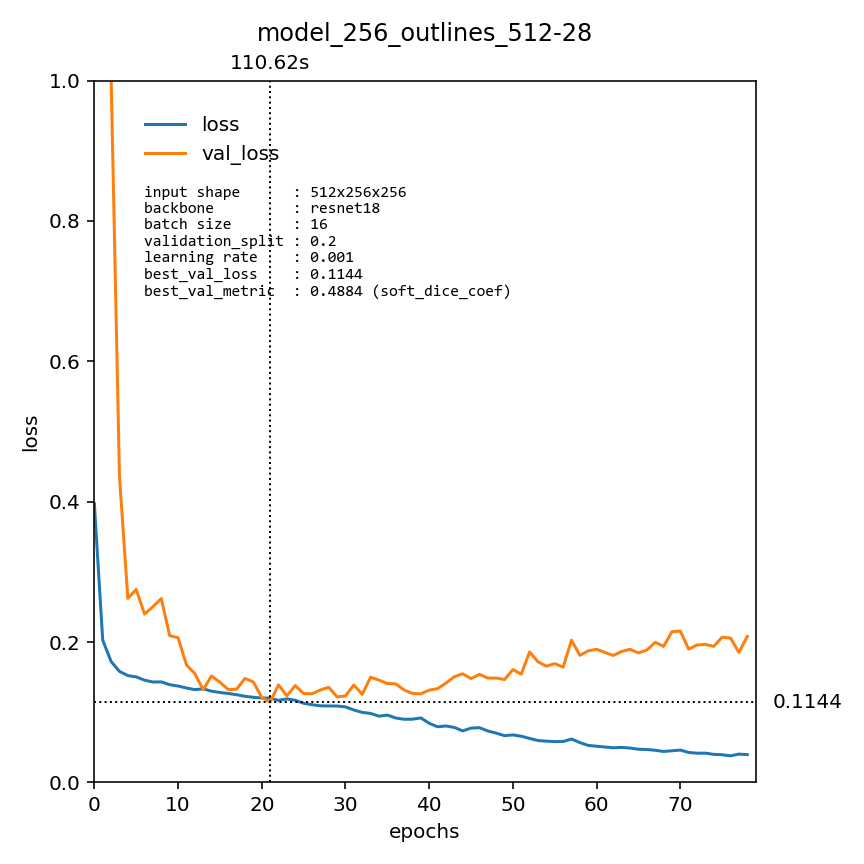 model_256_outlines_512-28
110.62s
1.0
loss
val_loss
input shape      : 512x256x256
backbone         : resnet18
batch size       : 16
validation_split : 0.2
learning rate    : 0.001
best_val_loss    : 0.1144
best_val_metric  : 0.4884 (soft_dice_coef)
0.8
0.6
loss
0.4
0.2
0.1144
0.0
0 10 20 30 40 50 60 70
epochs